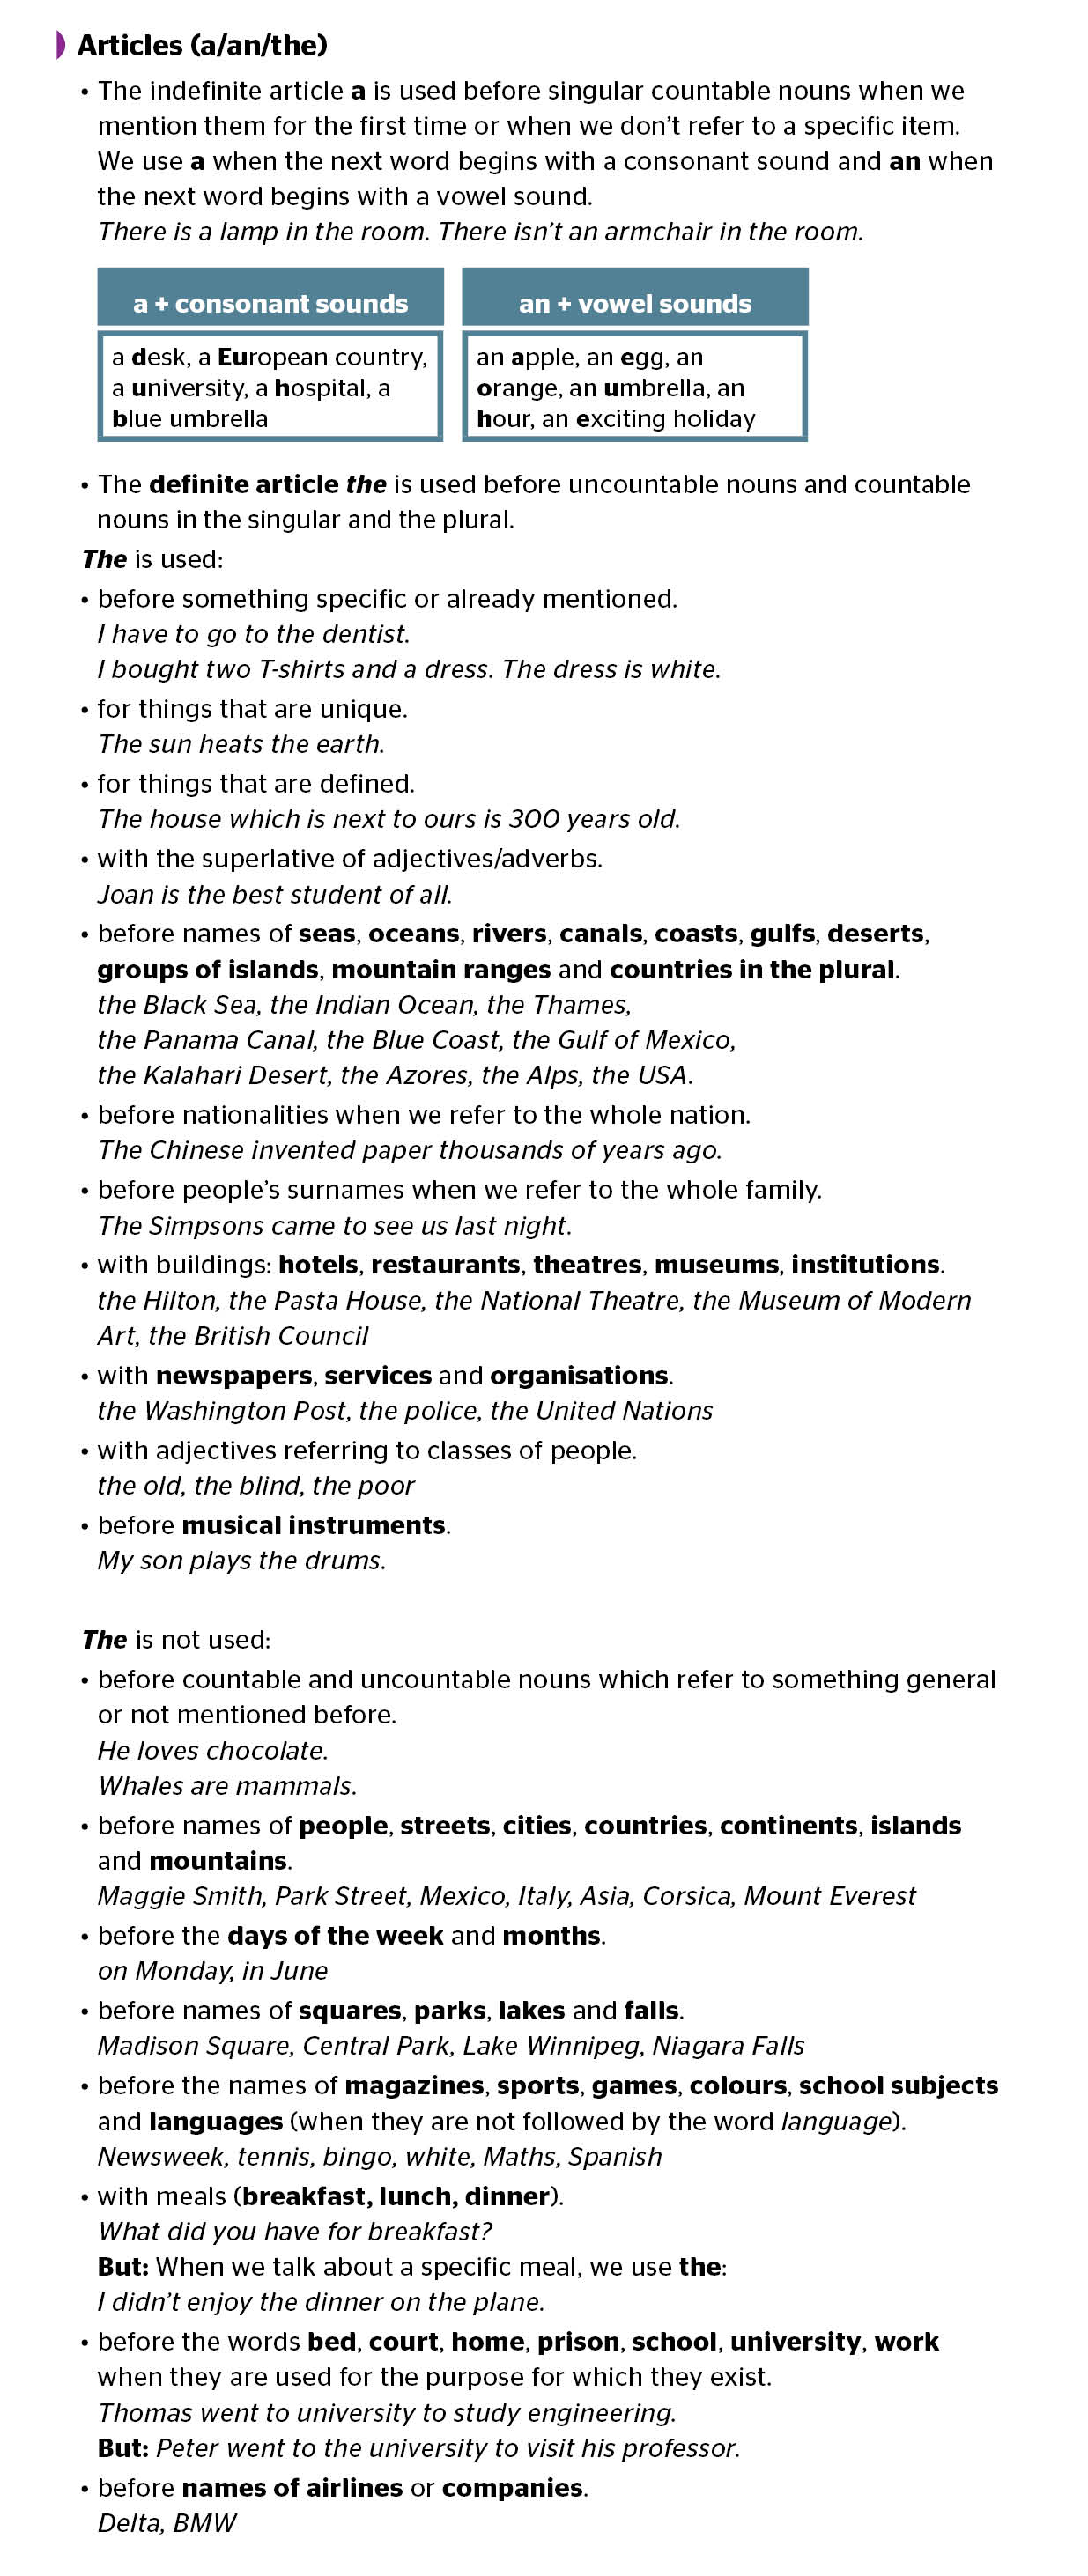 Articles (a/an/the)
• The indefinite article a is used before singular countable nouns when we
mention them for the first time or when we don't refer to a specific item.
We use a when the next word begins with a consonant sound and an when
the next word begins with a vowel sound.
There is a lamp in the room. There isn't an armchair in the room.
a + consonant sounds
a desk, a European country,
a university, a hospital, a
blue umbrella
an + vowel sounds
an apple, an egg, an
orange, an umbrella, an
hour, an exciting holiday
• The definite article the is used before uncountable nouns and countable
nouns in the singular and the plural.
The is used:
• before something specific or already mentioned.
I have to go to the dentist.
I bought two T-shirts and a dress. The dress is white.
• for things that are unique.
The sun heats the earth.
• for things that are defined.
The house which is next to ours is 300 years old.
• with the superlative of adjectives/adverbs.
Joan is the best student of all.
• before names of seas, oceans, rivers, canals, coasts, gulfs, deserts,
groups of islands, mountain ranges and countries in the plural.
the Black Sea, the Indian Ocean, the Thames,
the Panama Canal, the Blue Coast, the Gulf of Mexico,
the Kalahari Desert, the Azores, the Alps, the USA.
• before nationalities when we refer to the whole nation.
The Chinese invented paper thousands of years ago.
• before people's surnames when we refer to the whole family.
The Simpsons came to see us last night.
• with buildings: hotels, restaurants, theatres, museums, institutions.
the Hilton, the Pasta House, the National Theatre, the Museum of Modern
Art, the British Council
• with newspapers, services and organisations.
the Washington Post, the police, the United Nations
• with adjectives referring to classes of people.
the old, the blind, the poor
• before musical instruments.
My son plays the drums.
The is not used:
• before countable and uncountable nouns which refer to something general
or not mentioned before.
He loves chocolate.
Whales are mammals.
• before names of people, streets, cities, countries, continents, islands
and mountains.
Maggie Smith, Park Street, Mexico, Italy, Asia, Corsica, Mount Everest
• before the days of the week and months.
on Monday, in June
• before names of squares, parks, lakes and falls.
Madison Square, Central Park, Lake Winnipeg, Niagara Falls
• before the names of magazines, sports, games, colours, school subjects
and languages (when they are not followed by the word language).
Newsweek, tennis, bingo, white, Maths, Spanish
• with meals (breakfast, lunch, dinner).
What did you have for breakfast?
But: When we talk about a specific meal, we use the:
I didn't enjoy the dinner on the plane.
• before the words bed, court, home, prison, school, university, work
when they are used for the purpose for which they exist.
Thomas went to university to study engineering.
But: Peter went to the university to visit his professor.
• before names of airlines or companies.
Delta, BMW